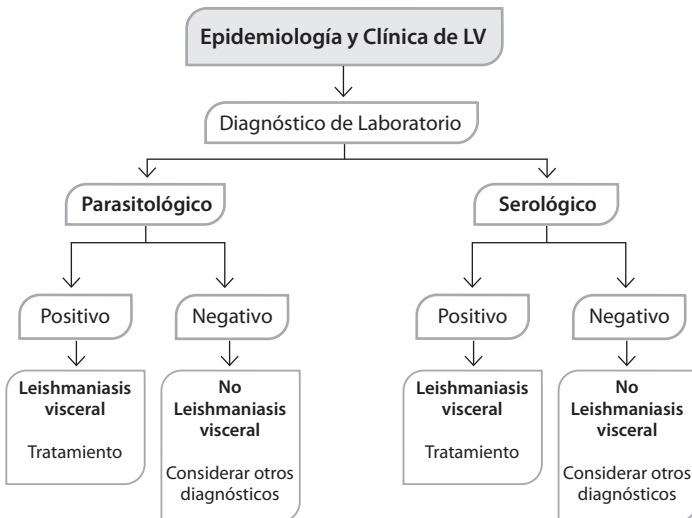 Epidemiología y Clínica de LV
Diagnóstico de Laboratorio
Parasitológico
Serológico
Positivo
Negativo
Positivo
Negativo
Leishmaniasis
visceral
Tratamiento
No
Leishmaniasis
visceral
Considerar otros
diagnósticos
Leishmaniasis
visceral
Tratamiento
No
Leishmaniasis
visceral
Considerar otros
diagnósticos